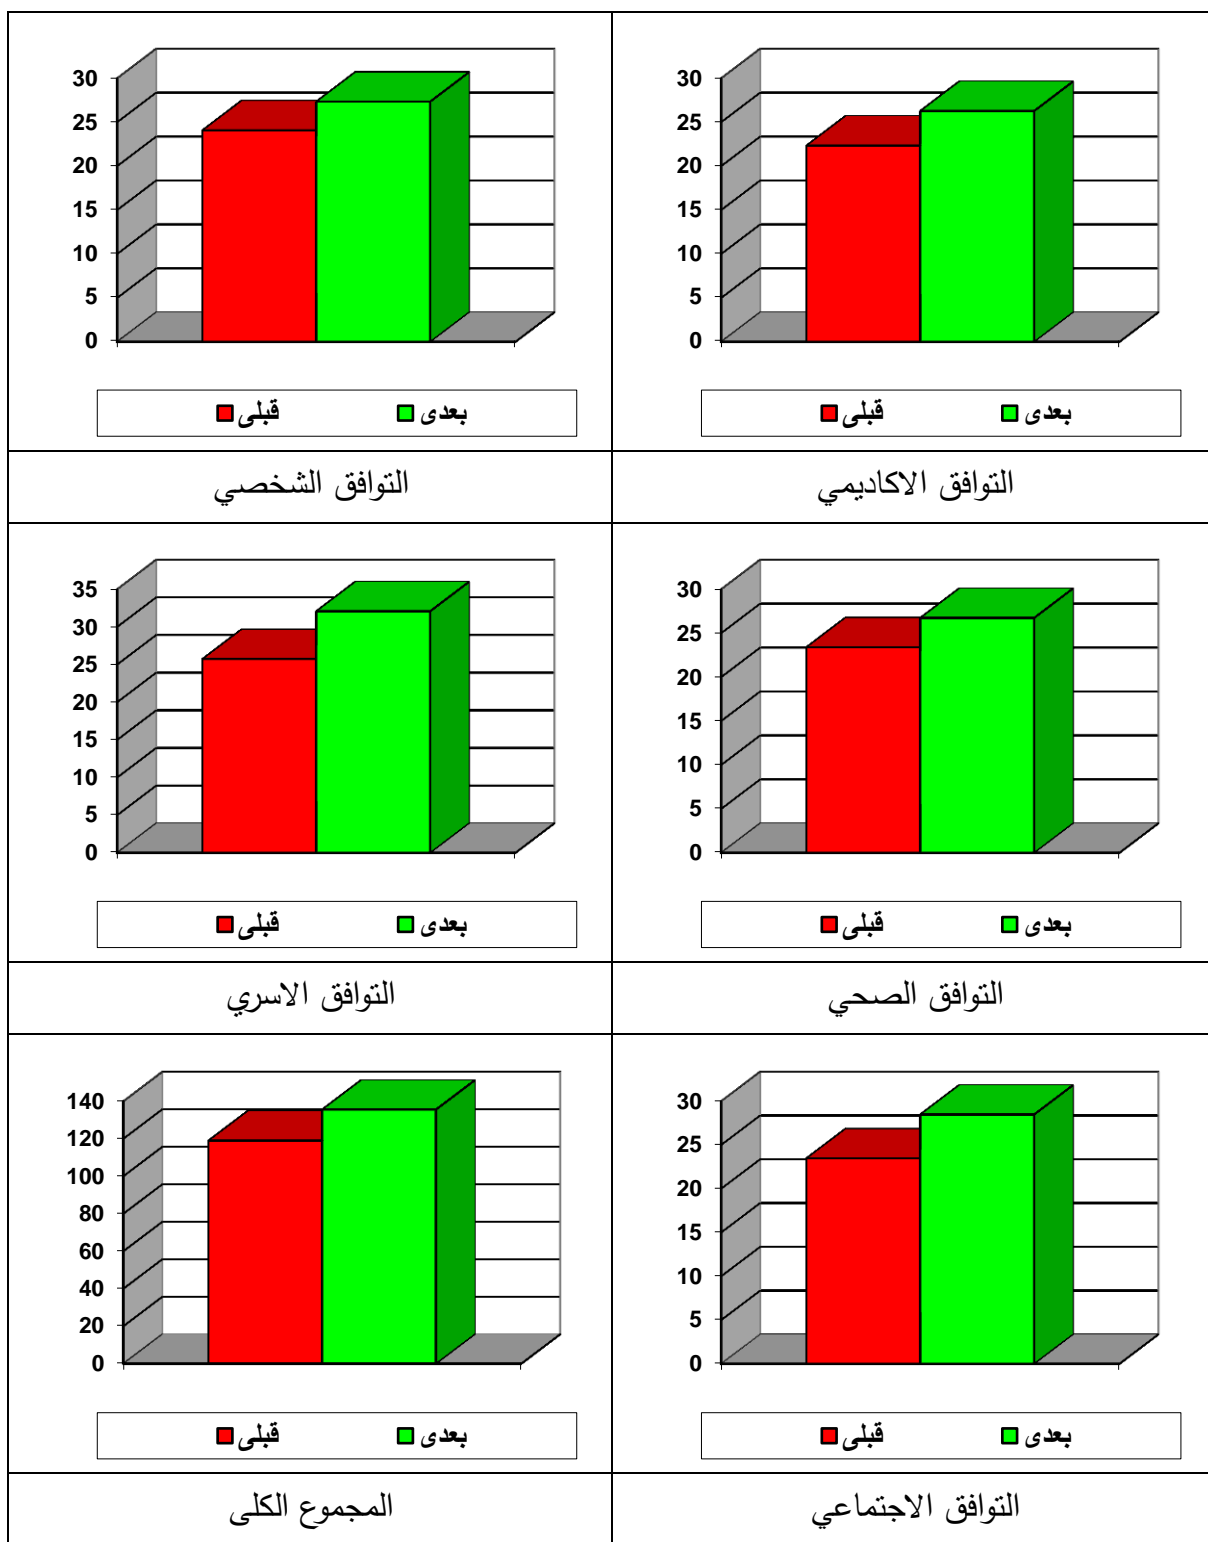 30
25
20
15
10
5
0
قبلى
بعدى
التوافق الاكاديمي
30
25
20
15
10
5
0
قبلى
بعدى
التوافق الشخصي
30
25
20
15
10
5
0
قبلى
بعدى
التوافق الصحي
35
30
25
20
15
10
5
0
قبلى
بعدى
التوافق الاسري
30
25
20
15
10
5
0
قبلى
بعدى
التوافق الاجتماعي
140
120
100
80
60
40
20
0
قبلى
بعدى
المجموع الكلى